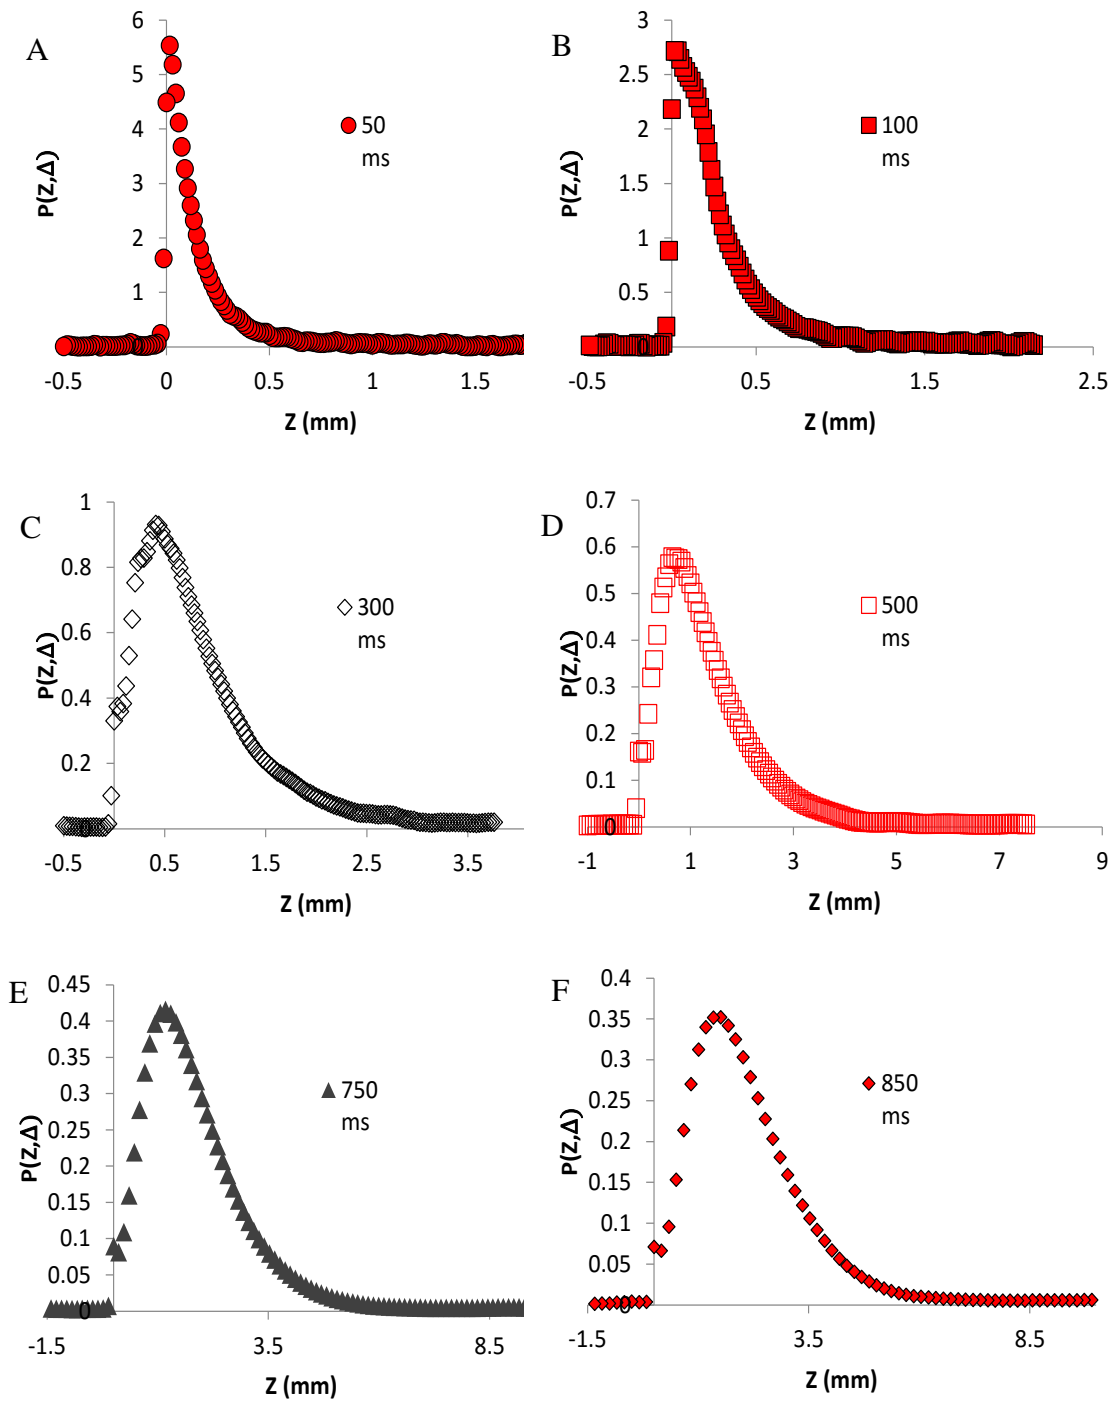 A
6
5
4
3
2
1
0
-0.5 0 0.5 1 1.5
P(Z,Δ)
Z (mm)
50
ms
B
3
2.5
2
1.5
1
0.5
0
-0.5 0.5 1.5 2.5
P(Z,Δ)
Z (mm)
100
ms
C
1
0.8
0.6
0.4
0.2
0
-0.5 0.5 1.5 2.5 3.5
P(Z,Δ)
Z (mm)
300
ms
D
0.7
0.6
0.5
0.4
0.3
0.2
0.1
0
-1 1 3 5 7 9
P(Z,Δ)
Z (mm)
500
ms
E
0.45
0.4
0.35
0.3
0.25
0.2
0.15
0.1
0.05
0
-1.5 3.5 8.5
P(Z,Δ)
Z (mm)
750
ms
F
0.4
0.35
0.3
0.25
0.2
0.15
0.1
0.05
0
-1.5 3.5 8.5
P(Z,Δ)
Z (mm)
850
ms